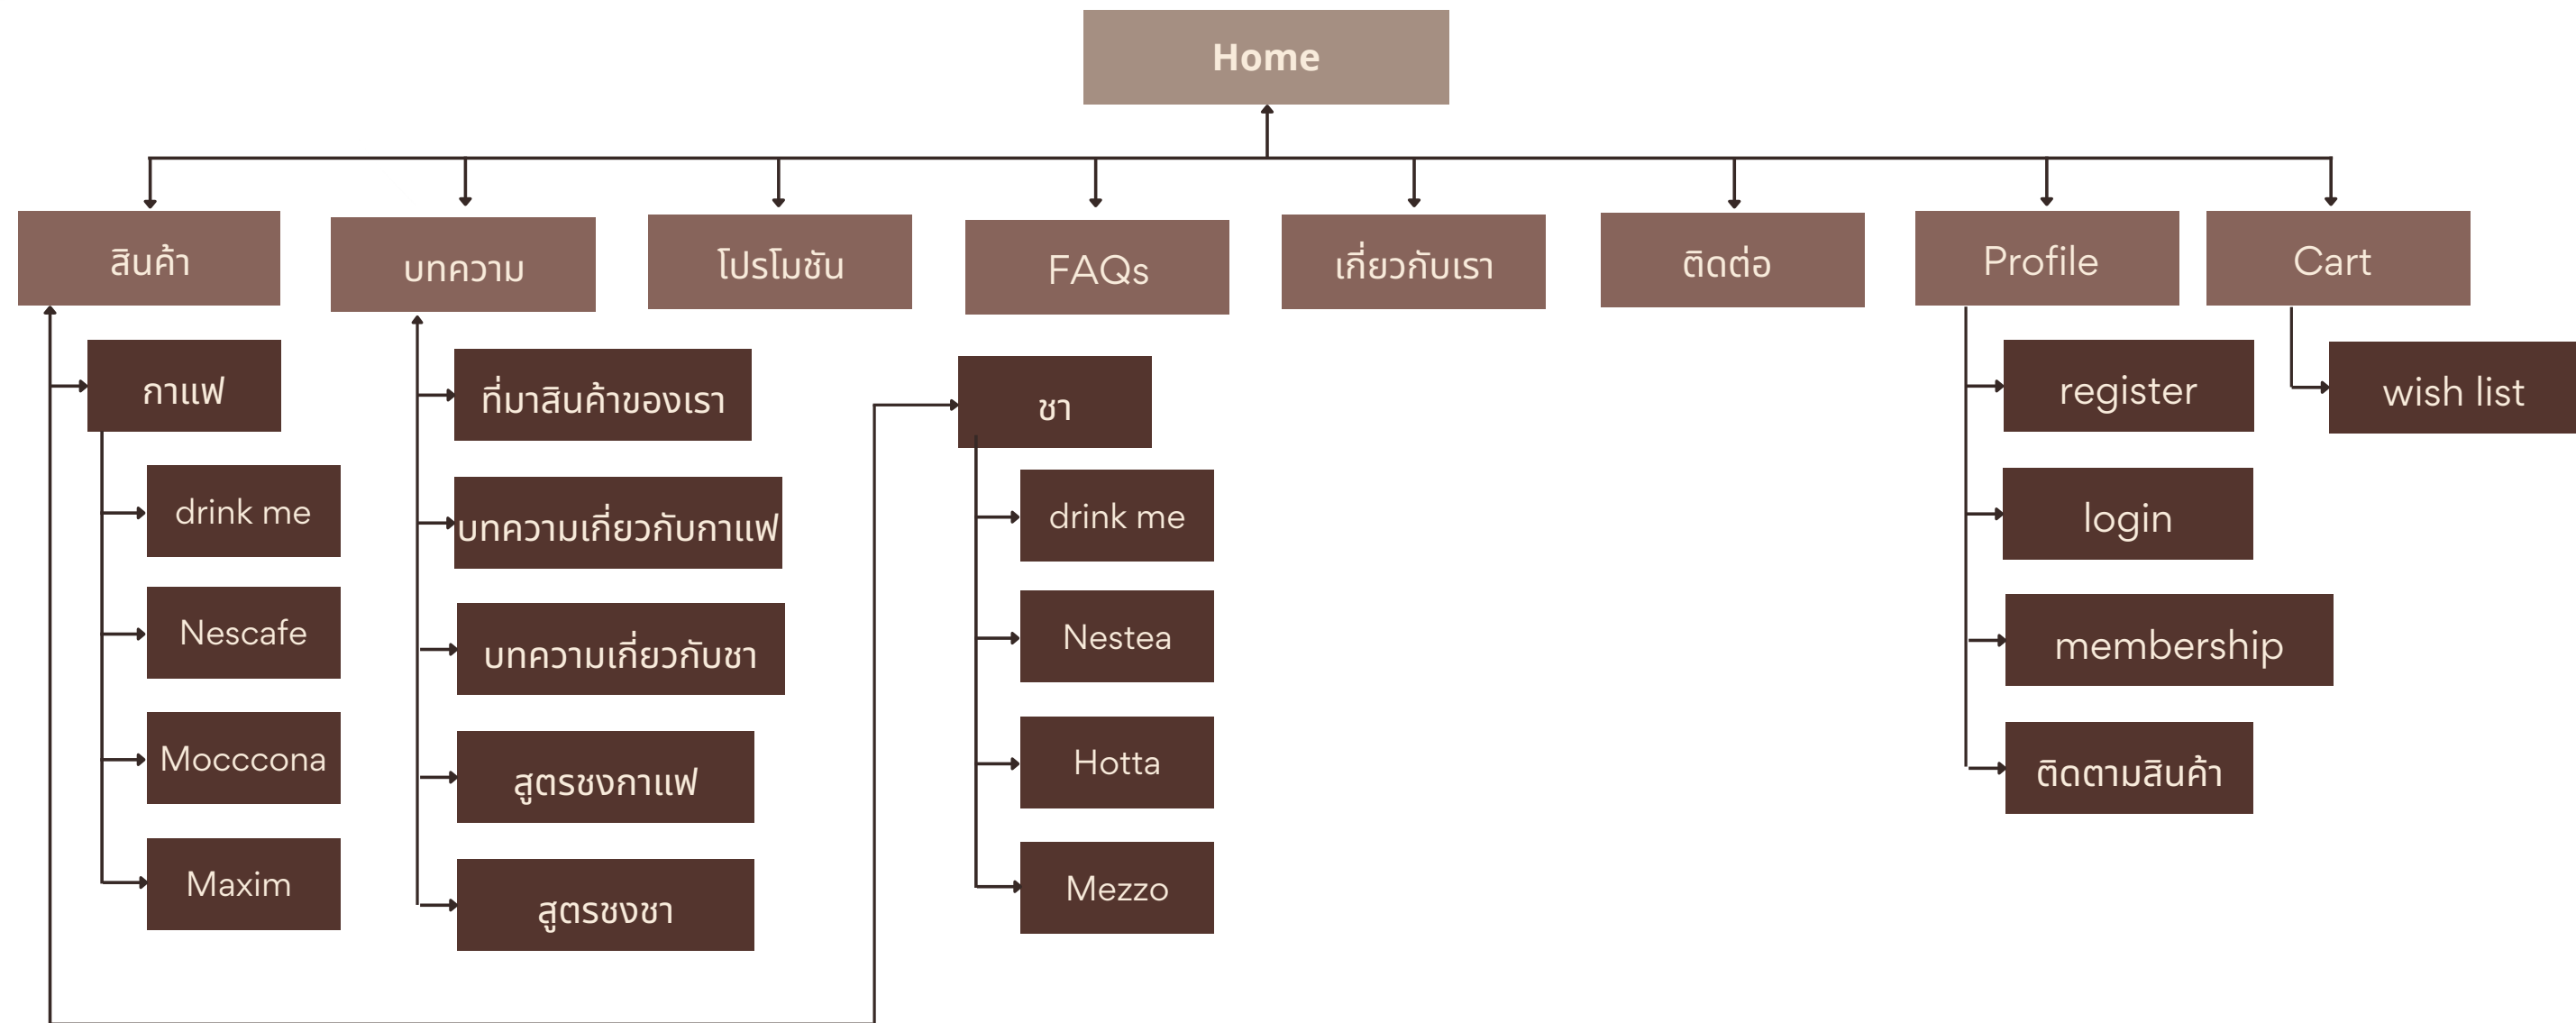 Home
สินค้า
บทความ
โปรโมชัน
FAQs
เกี่ยวกับเรา
ติดต่อ
Profile
Cart
กาแฟ
drink me
Nescafe
Mocccona
Maxim
ที่มาสินค้าของเรา
บทความเกี่ยวกับกาแฟ
บทความเกี่ยวกับชา
สูตรชงกาแฟ
สูตรชงชา
ชา
drink me
Nestea
Hotta
Mezzo
register
login
membership
ติดตามสินค้า
wish list